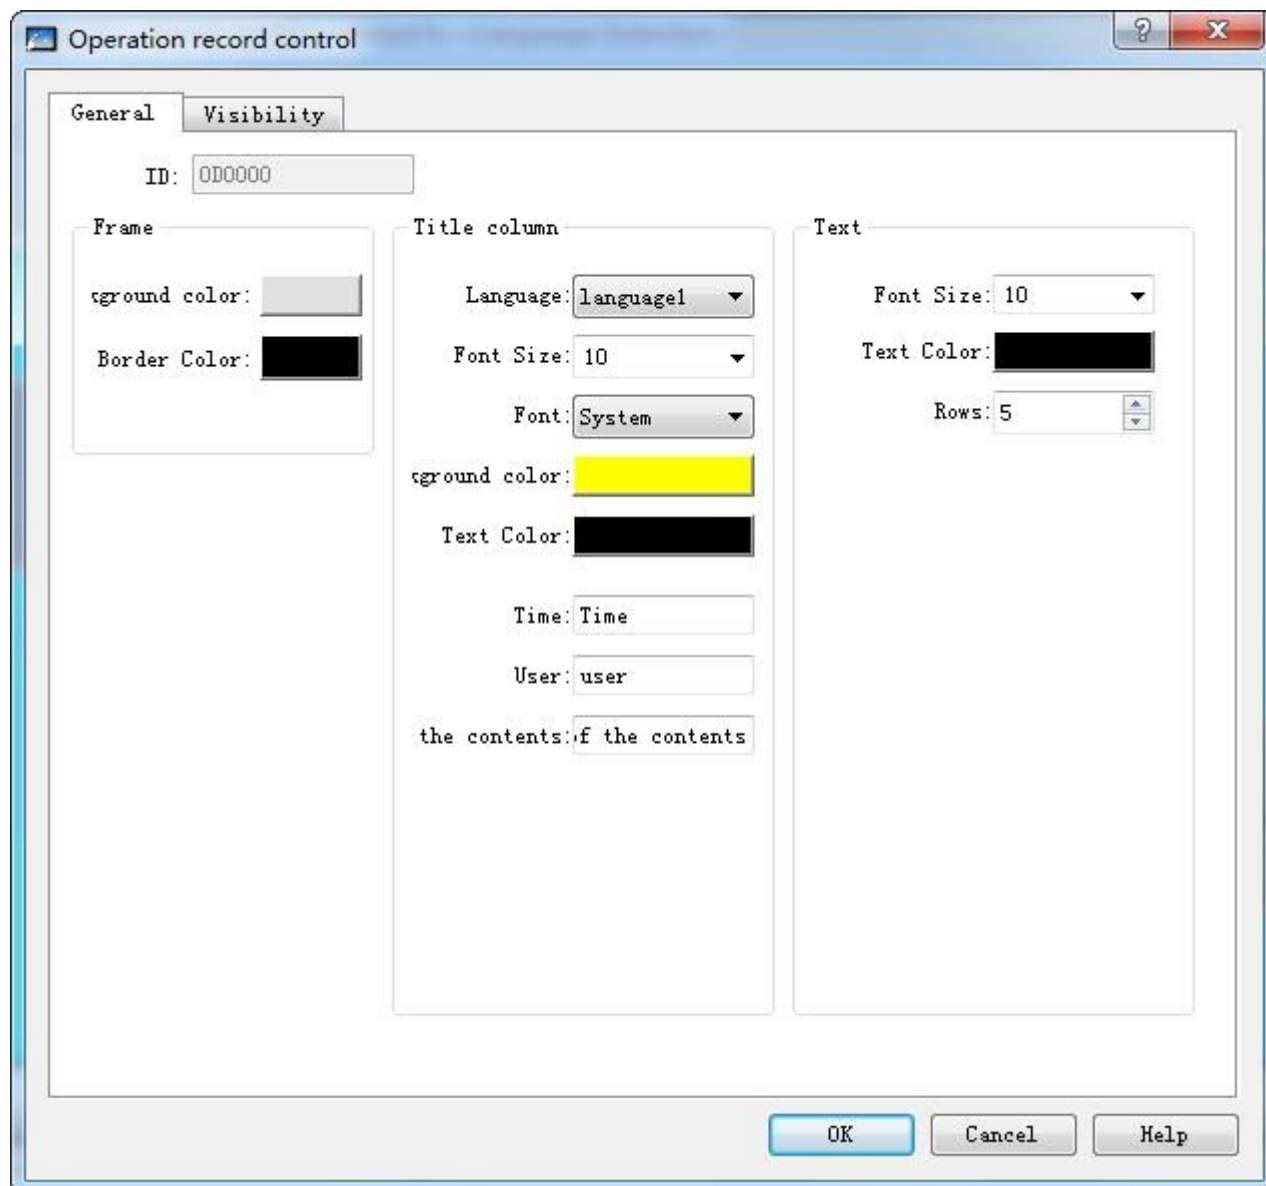 Operation record control
?
General
Visibility
ID: OD0000
Frame
ground color:
Border Color:
Title column
Language: language1
Font Size: 10
Font: System
ground color:
Text Color:
Time: Time
User: user
the contents: f the contents
Text
Font Size: 10
Text Color:
Rows: 5
OK
Cancel
Help